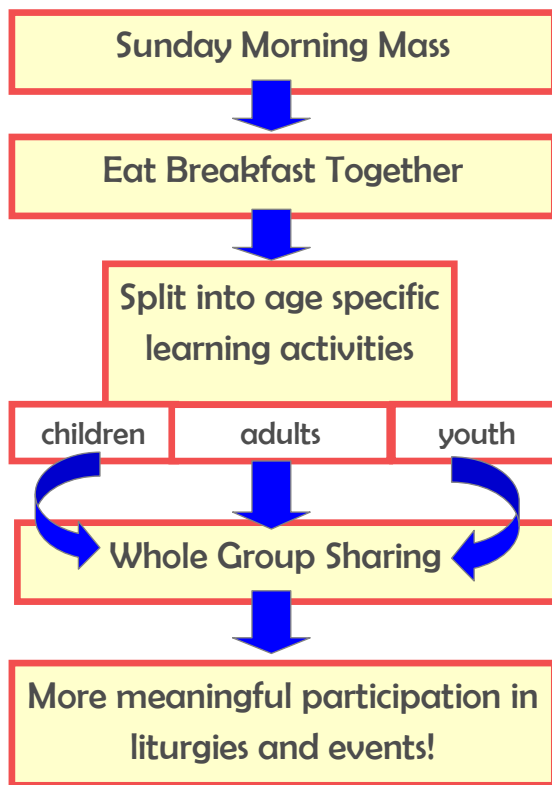 Sunday Morning Mass
Eat Breakfast Together
Split into age specific
learning activities
children
adults
youth
Whole Group Sharing
More meaningful participation in
liturgies and events!